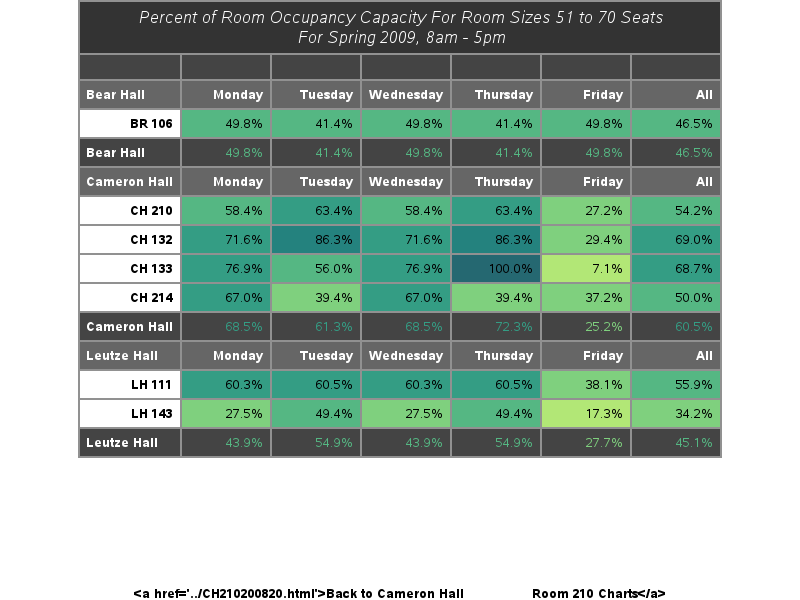 Percent of Room Occupancy Capacity For Room Sizes 51 to 70 Seats
For Spring 2009, 8am - 5pm
Bear Hall Monday Tuesday Wednesday Thursday Friday All
BR 106 49.8% 41.4% 49.8% 41.4% 49.8% 46.5%
Bear Hall 49.8% 41.4% 49.8% 41.4% 49.8% 46.5%
Cameron Hall Monday Tuesday Wednesday Thursday Friday All
CH 210 58.4% 63.4% 58.4% 63.4% 27.2% 54.2%
CH 132 71.6% 86.3% 71.6% 86.3% 29.4% 69.0%
CH 133 76.9% 56.0% 76.9% 100.0% 7.1% 68.7%
CH 214 67.0% 39.4% 67.0% 39.4% 37.2% 50.0%
Cameron Hall 68.5% 61.3% 68.5% 72.3% 25.2% 60.5%
Leutze Hall Monday Tuesday Wednesday Thursday Friday All
LH 111 60.3% 60.5% 60.3% 60.5% 38.1% 55.9%
LH 143 27.5% 49.4% 27.5% 49.4% 17.3% 34.2%
Leutze Hall 43.9% 54.9% 43.9% 54.9% 27.7% 45.1%
<a href='../CH210200820.html'>Back to Cameron Hall Room 210 Charts</a>